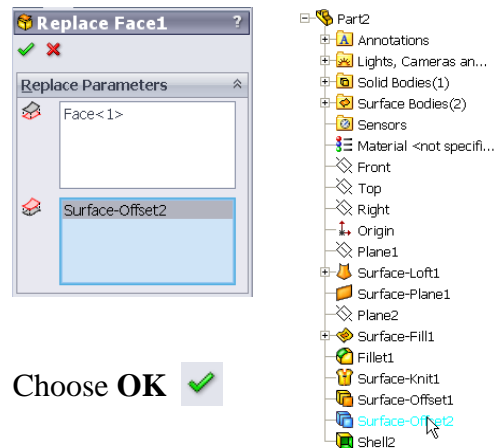 Replace Face1 ?
Replace Parameters
Face<1>
Surface-Offset2
Choose OK
Part2
Annotations
Lights, Cameras an...
Solid Bodies(1)
Surface Bodies(2)
Sensors
Material <not specifi...
Front
Top
Right
Origin
Plane1
Surface-Loft1
Surface-Plane1
Plane2
Surface-Fill1
Fillet1
Surface-Knit1
Surface-Offset1
Surface-Offset2
Shell2